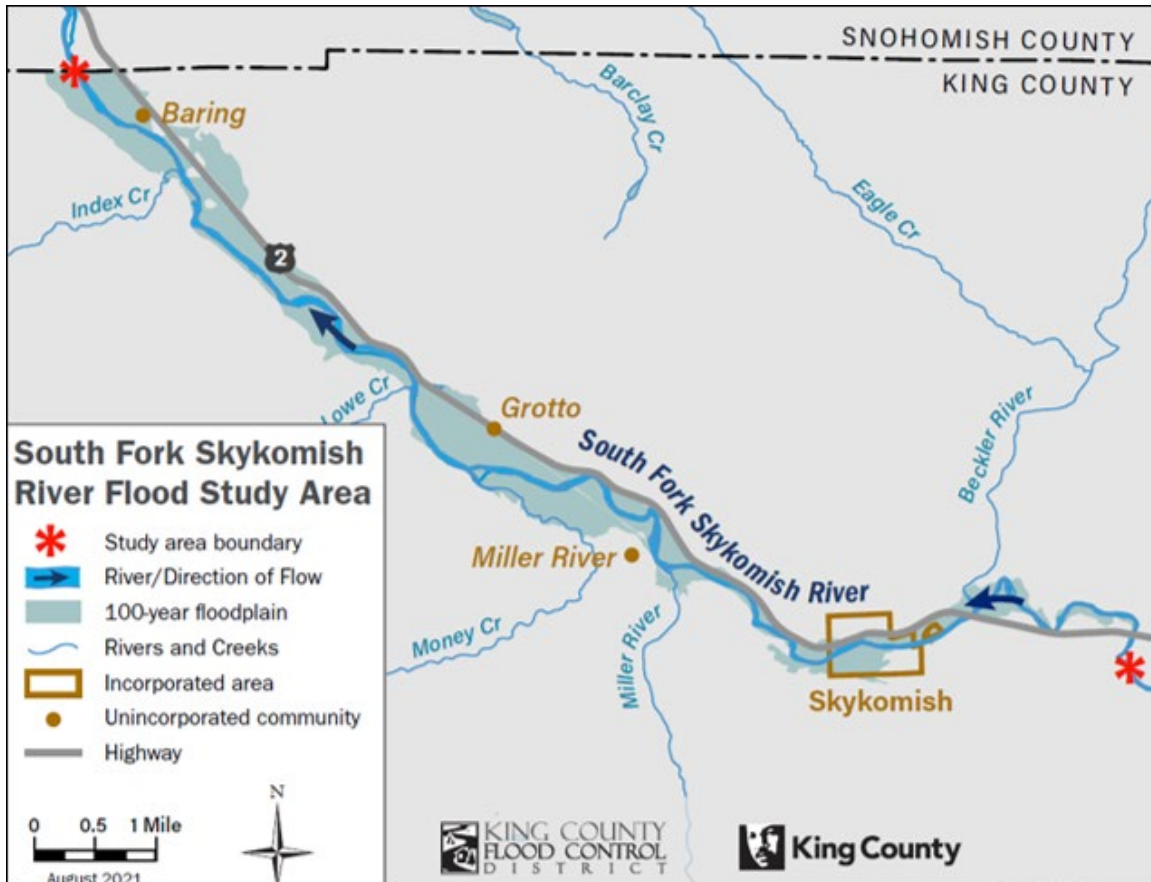 SNOHOMISH COUNTY
KING COUNTY
Barclay Cr
Baring
Eagle Cr
Index Cr
2
Lowe Cr
Grotto
Beckler River
South Fork Skykomish River
Miller River
Money Cr
Miller River
Skykomish
South Fork Skykomish
River Flood Study Area
Study area boundary
River/Direction of Flow
100-year floodplain
Rivers and Creeks
Incorporated area
Unincorporated community
Highway
N
0 0.5 1 Mile
August 2021
KING COUNTY
FLOOD CONTROL
DISTRICT
King County